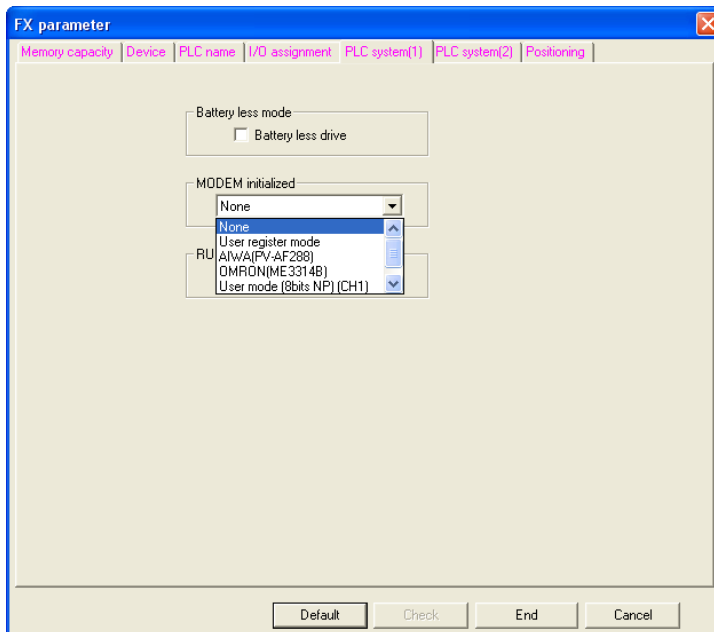 FX parameter
Memory capacity Device PLC name I/O assignment PLC system(1) PLC system(2) Positioning
Battery less mode
Battery less drive
MODEM initialized
None
None
User register mode
AIWA(PV-AF288)
OMRON(ME3314B)
User mode (8bits NP) (CH1)
RU
Default Check End Cancel